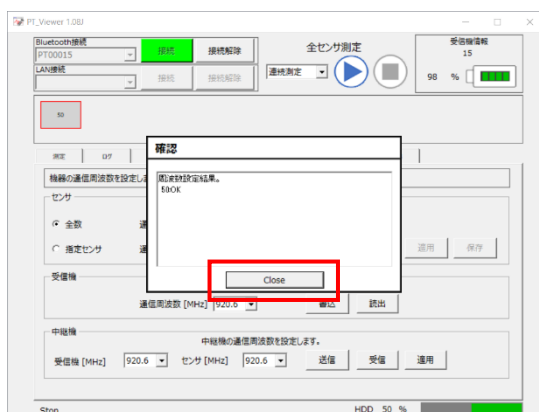 PT_Viewer 1.08J
Bluetooth接続
PT00015
接続
接続解除
LAN接続
接続
接続解除
全センサ測定
連続測定
受信機情報
15
98 %
50
測定
ログ
確認
周波数設定結果。
50:OK
Close
機器の通信周波数を設定し
センサ
全数
指定センサ
適用
保存
受信機
通信周波数 [MHz]
920.6
書込
読出
中継機
中継機の通信周波数を設定します。
受信機 [MHz]
920.6
センサ [MHz]
920.6
送信
受信
適用
Stop
HDD 50 %